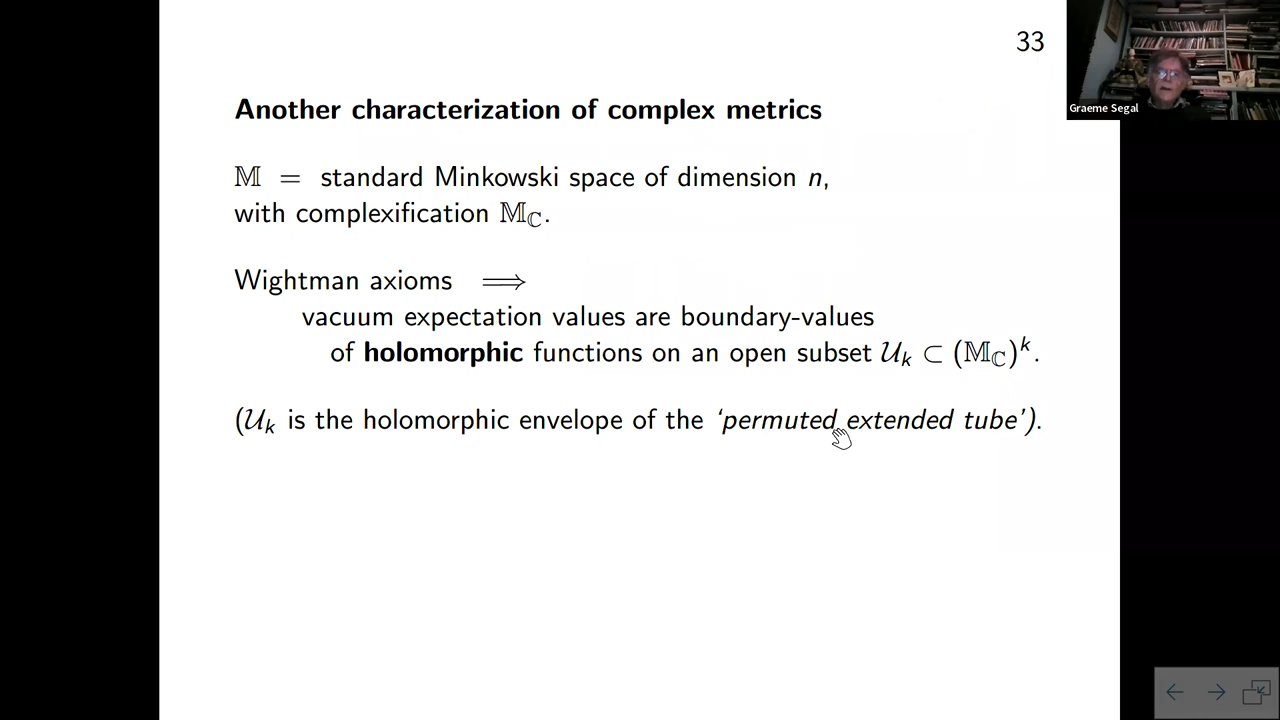 33
Graeme Segal
Another characterization of complex metrics
𝕄 = standard Minkowski space of dimension n,
with complexification 𝕄_ℂ.
Wightman axioms ⟹
vacuum expectation values are boundary-values
of holomorphic functions on an open subset 𝒰_k ⊂ (𝕄_ℂ)^k.
(𝒰_k is the holomorphic envelope of the ‘permuted extended tube’).